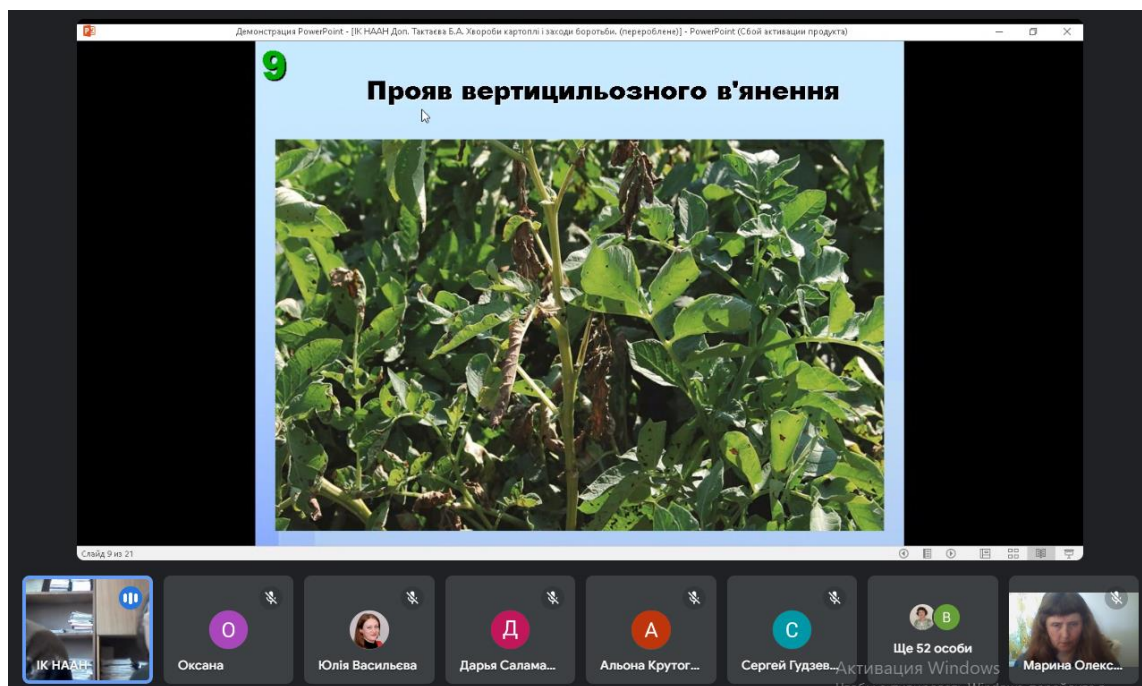 Демонстрация PowerPoint - [ІК НААН Доп. Тактаєва Б.А. Хвороби картоплі і заходи боротьби. (перероблене)] - PowerPoint (Сбой активации продукта)
9
Прояв вертицильозного в'янення
Слайд 9 из 21
О
Д
А
С
В
Ще 52 особи
ІК НААН
Оксана
Юлія Васильєва
Дарья Салама...
Альона Крутог...
Сергей Гудзев...
Марина Олекс...
Активация Windows